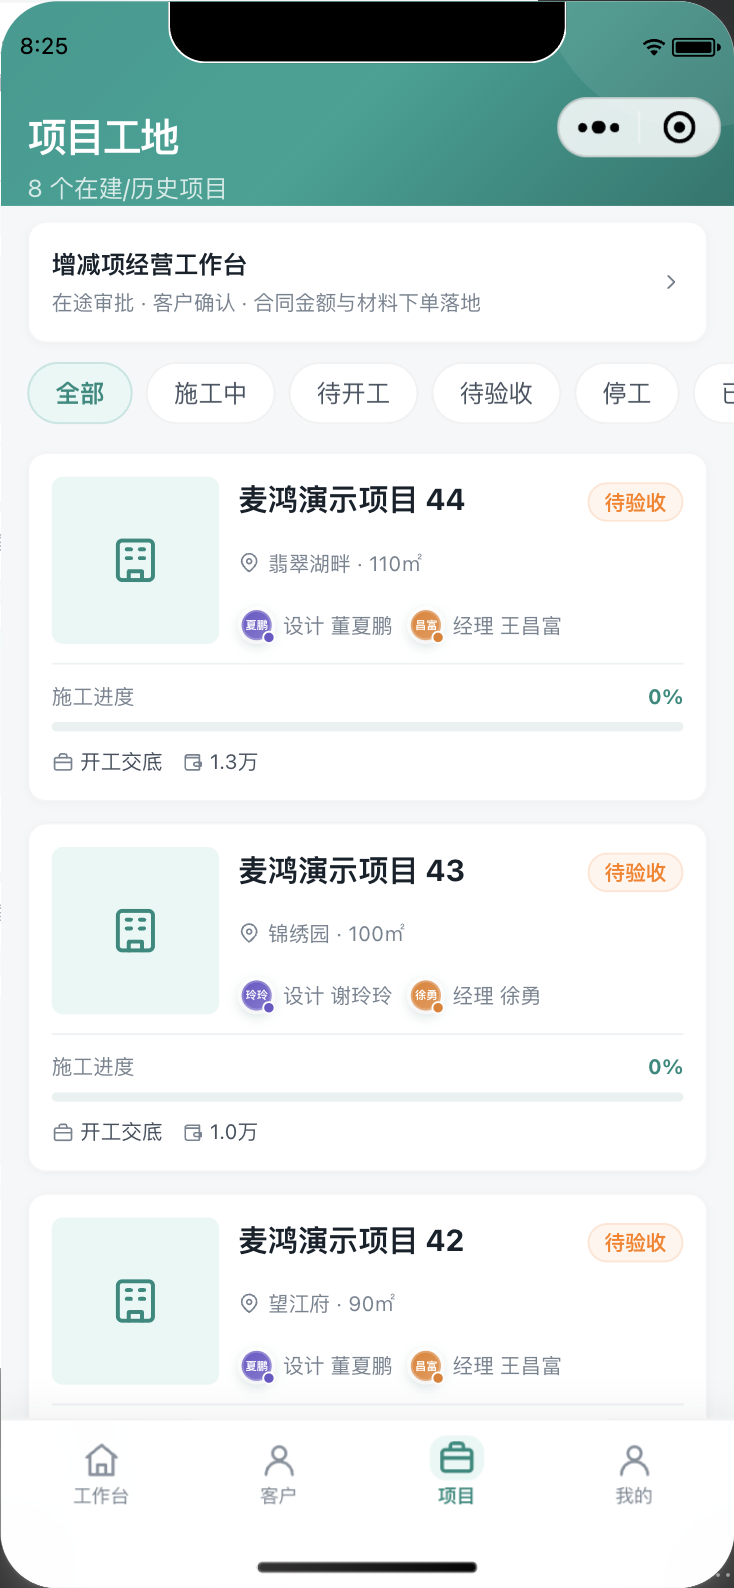 8:25
项目工地
8 个在建/历史项目
增减项经营工作台
在途审批 · 客户确认 · 合同金额与材料下单落地
全部 施工中 待开工 待验收 停工
麦鸿演示项目 44 待验收
翡翠湖畔 · 110㎡
夏鹏 设计 董夏鹏 昌富 经理 王昌富
施工进度 0%
开工交底 1.3万
麦鸿演示项目 43 待验收
锦绣园 · 100㎡
玲玲 设计 谢玲玲 徐勇 经理 徐勇
施工进度 0%
开工交底 1.0万
麦鸿演示项目 42 待验收
望江府 · 90㎡
夏鹏 设计 董夏鹏 昌富 经理 王昌富
工作台 客户 项目 我的